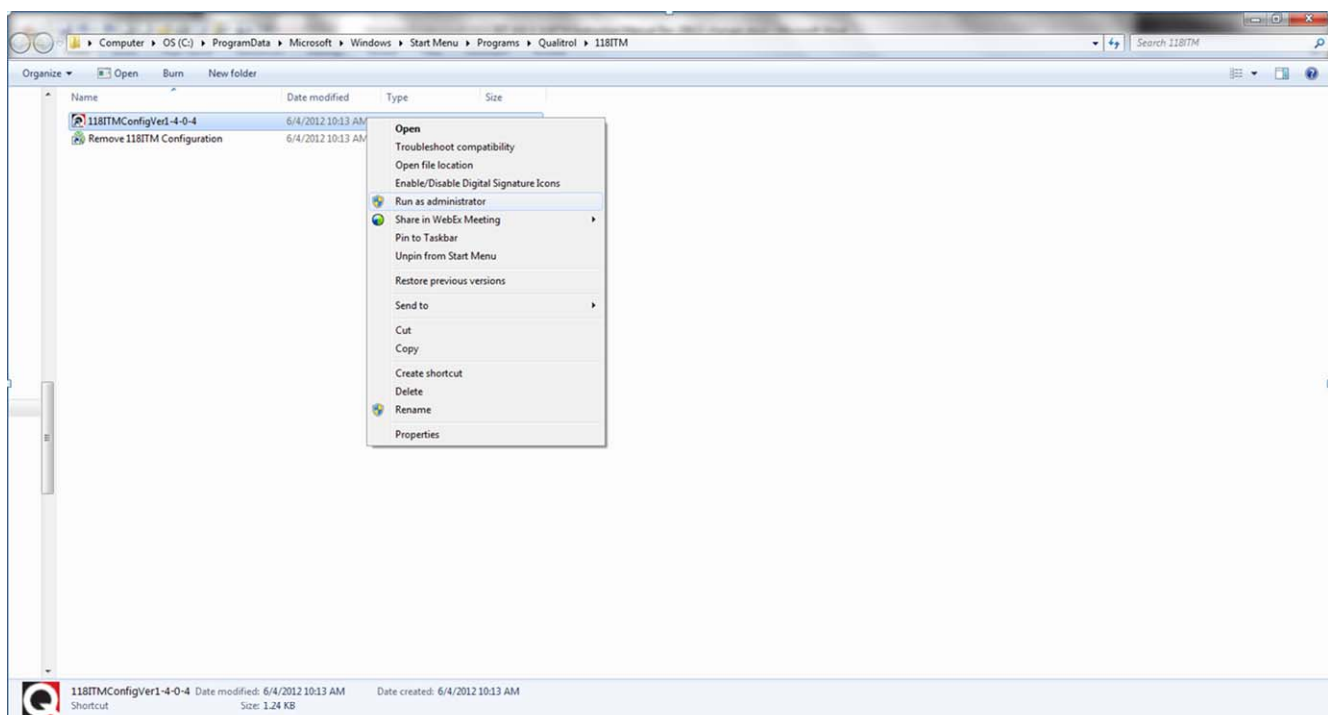 Computer ▸ OS (C:) ▸ ProgramData ▸ Microsoft ▸ Windows ▸ Start Menu ▸ Programs ▸ Qualitrol ▸ 118ITM
Search 118ITM
Organize Open Burn New folder
Name Date modified Type Size
118ITMConfigVer1-4-0-4 6/4/2012 10:13 AM
Remove 118ITM Configuration 6/4/2012 10:13 AM
Open
Troubleshoot compatibility
Open file location
Enable/Disable Digital Signature Icons
Run as administrator
Share in WebEx Meeting
Pin to Taskbar
Unpin from Start Menu
Restore previous versions
Send to
Cut
Copy
Create shortcut
Delete
Rename
Properties
118ITMConfigVer1-4-0-4 Date modified: 6/4/2012 10:13 AM Date created: 6/4/2012 10:13 AM
Shortcut Size: 1.24 KB